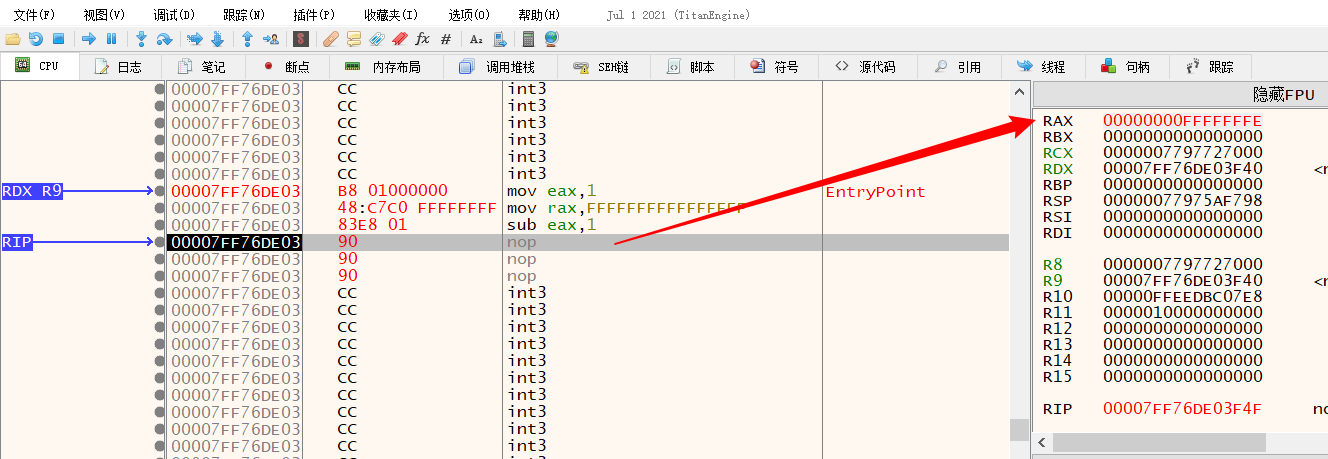 文件(F) 视图(V) 调试(D) 跟踪(N) 插件(P) 收藏夹(I) 选项(O) 帮助(H) Jul 1 2021 (TitanEngine)
fx # Az
CPU 日志 笔记 断点 内存布局 调用堆栈 SEH链 脚本 符号 源代码 引用 线程 句柄 跟踪
隐藏FPU
00007FF76DE03 CC int3
00007FF76DE03 CC int3
00007FF76DE03 CC int3
00007FF76DE03 CC int3
00007FF76DE03 CC int3
00007FF76DE03 CC int3
RDX R9 00007FF76DE03 B8 01000000 mov eax,1 EntryPoint
00007FF76DE03 48:C7C0 FFFFFFFF mov rax,FFFFFFFFFFFFFFFF
00007FF76DE03 83E8 01 sub eax,1
RIP 00007FF76DE03 90 nop
00007FF76DE03 90 nop
00007FF76DE03 90 nop
00007FF76DE03 CC int3
00007FF76DE03 CC int3
00007FF76DE03 CC int3
00007FF76DE03 CC int3
00007FF76DE03 CC int3
00007FF76DE03 CC int3
00007FF76DE03 CC int3
00007FF76DE03 CC int3
00007FF76DE03 CC int3
00007FF76DE03 CC int3
RAX 00000000FFFFFFFE
RBX 0000000000000000
RCX 0000007797727000
RDX 00007FF76DE03F40
RBP 0000000000000000
RSP 00000077975AF798
RSI 0000000000000000
RDI 0000000000000000
R8 0000007797727000
R9 00007FF76DE03F40
R10 00000FFEEDBC07E8
R11 0000010000000000
R12 0000000000000000
R13 0000000000000000
R14 0000000000000000
R15 0000000000000000
RIP 00007FF76DE03F4F